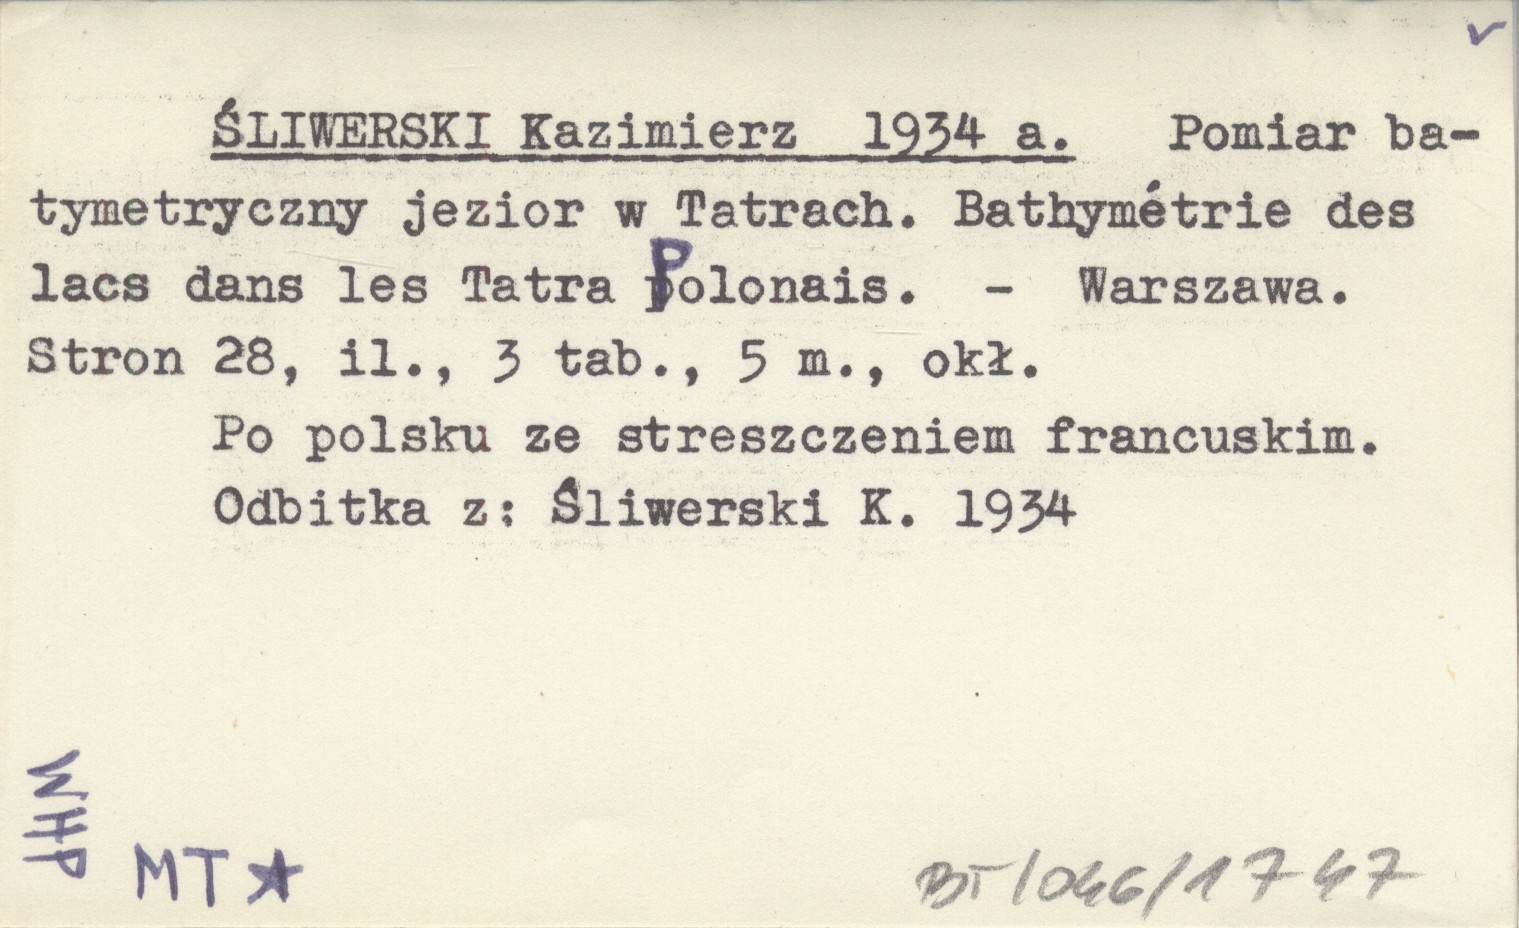 ŚLIWERSKI Kazimierz 1934 a. Pomiar ba-
tymetryczny jezior w Tatrach. Bathymétrie des
lacs dans les Tatra Polonais. - Warszawa.
Stron 28, il., 3 tab., 5 m., okł.
Po polsku ze streszczeniem francuskim.
Odbitka z: Śliwerski K. 1934
WHP
MT
BT/046/1747